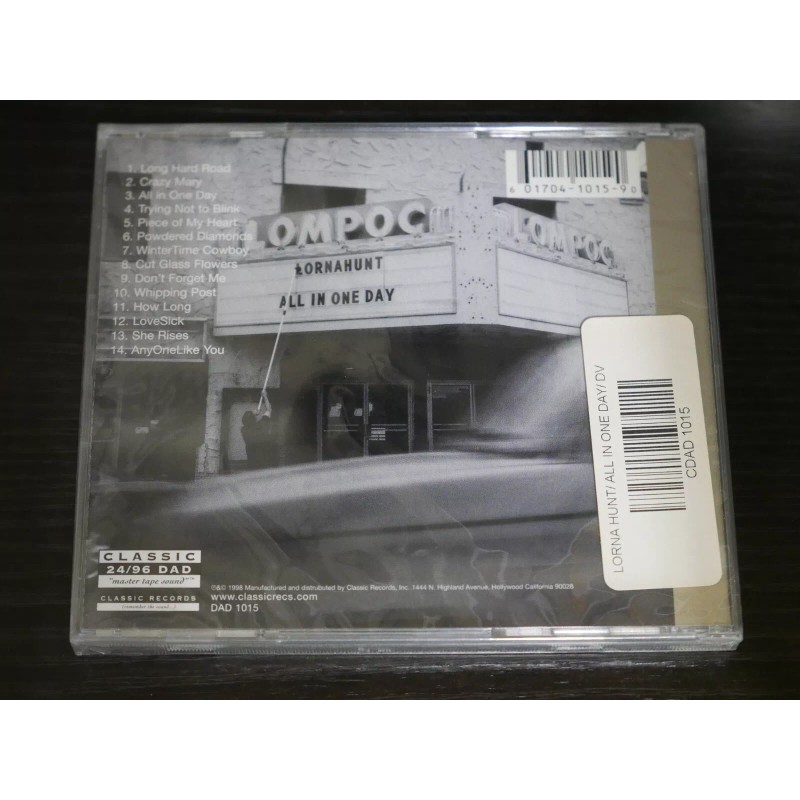 1. Long Hard Road
2. Crazy Mary
3. All in One Day
4. Trying Not to Blink
5. Piece of My Heart
6. Powdered Diamonds
7. WinterTime Cowboy
8. Cut Glass Flowers
9. Don't Forget Me
10. Whipping Post
11. How Long
12. LoveSick
13. She Rises
14. AnyOneLike You
LOMPOC
LOMPOC
LORNAHUNT
ALL IN ONE DAY
6 01704-1015-9 0
LORNA HUNT/ ALL IN ONE DAY/ DV
CDAD 1015
CLASSIC
24/96 DAD
"master tape sound"
CLASSIC RECORDS
(remember the sound...)
℗&© 1998 Manufactured and distrubuted by Classic Records, Inc. 1444 N. Highland Avenue, Hollywood California 90028
www.classicrecs.com
DAD 1015